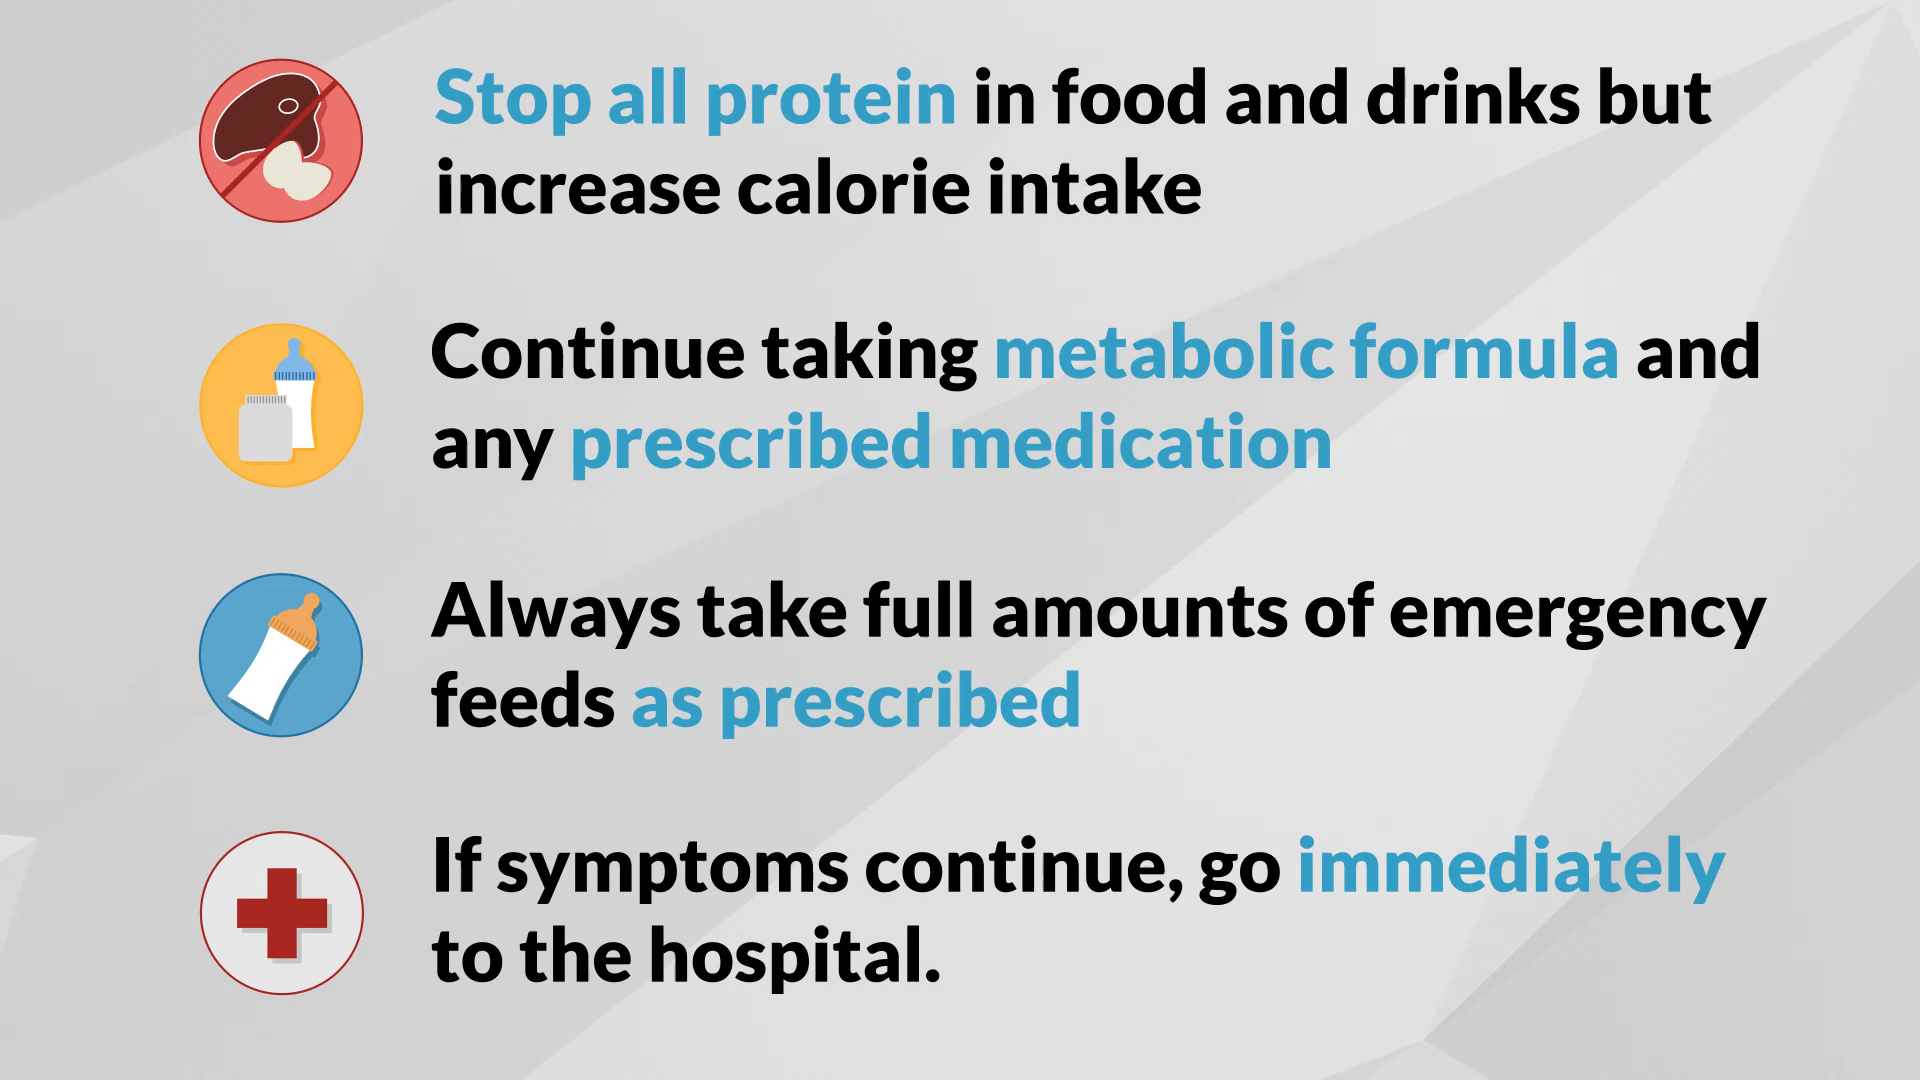 Stop all protein in food and drinks but
increase calorie intake
Continue taking metabolic formula and
any prescribed medication
Always take full amounts of emergency
feeds as prescribed
If symptoms continue, go immediately
to the hospital.